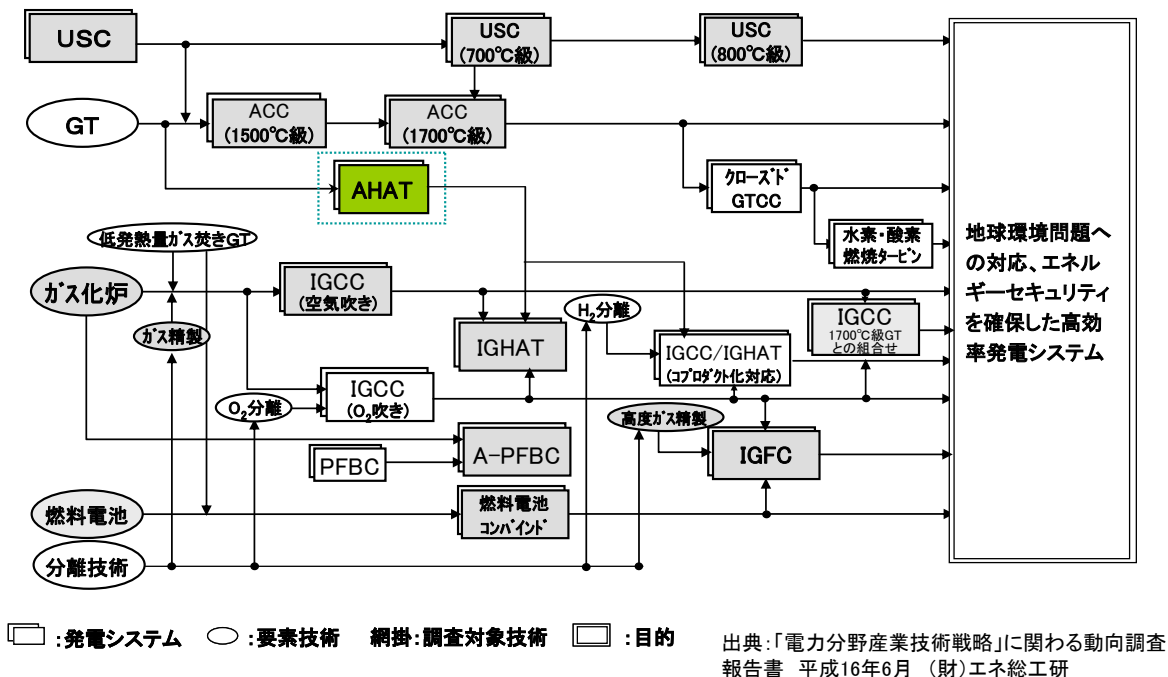 USC
USC
(700℃級)
USC
(800℃級)
GT
ACC
(1500℃級)
ACC
(1700℃級)
AHAT
クローズド
GTCC
水素・酸素
燃焼タービン
低発熱量ガス焚きGT
ガス化炉
IGCC
(空気吹き)
ガス精製
IGHAT
H2分離
IGCC/IGHAT
(コプロダクト化対応)
IGCC
1700℃級GT
との組合せ
O2分離
IGCC
(O2吹き)
PFBC
A-PFBC
高度ガス精製
IGFC
燃料電池
燃料電池
コンバインド
分離技術
地球環境問題へ
の対応、エネル
ギーセキュリティ
を確保した高効
率発電システム
:発電システム :要素技術 網掛:調査対象技術 :目的
出典:「電力分野産業技術戦略」に関わる動向調査
報告書 平成16年6月 (財)エネ総工研